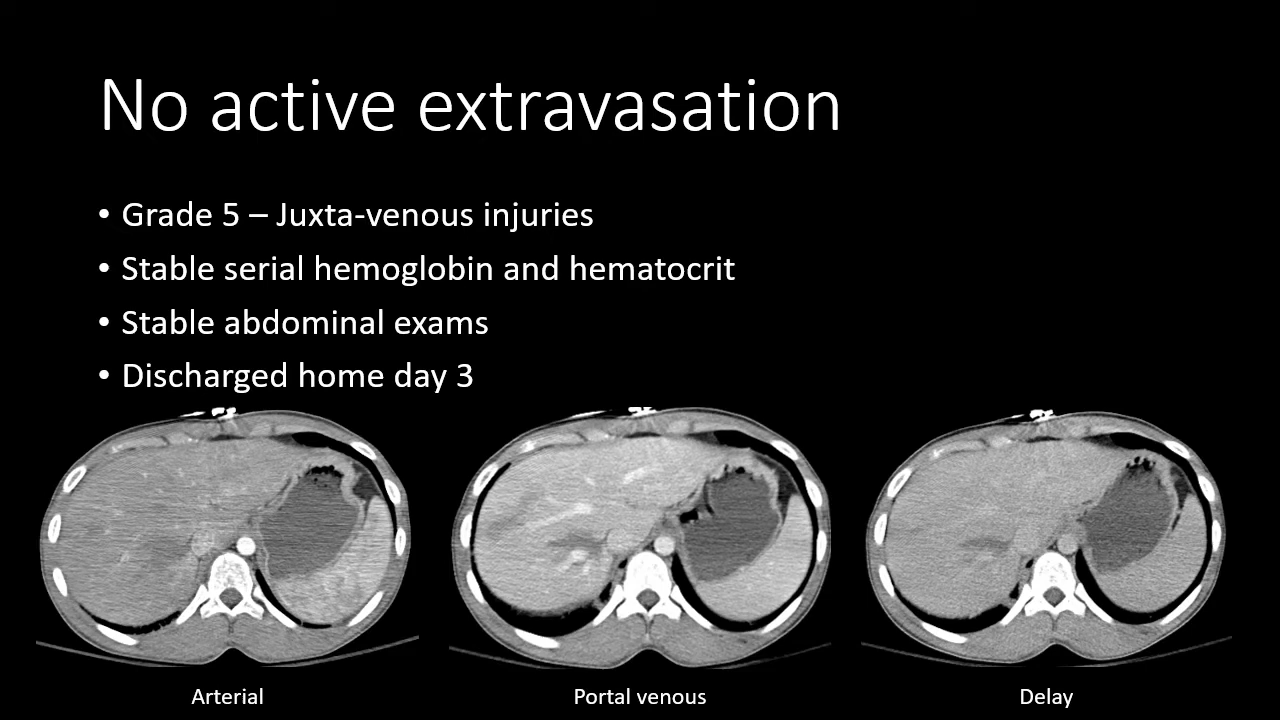 No active extravasation
• Grade 5 – Juxta-venous injuries
• Stable serial hemoglobin and hematocrit
• Stable abdominal exams
• Discharged home day 3
Arterial
Portal venous
Delay